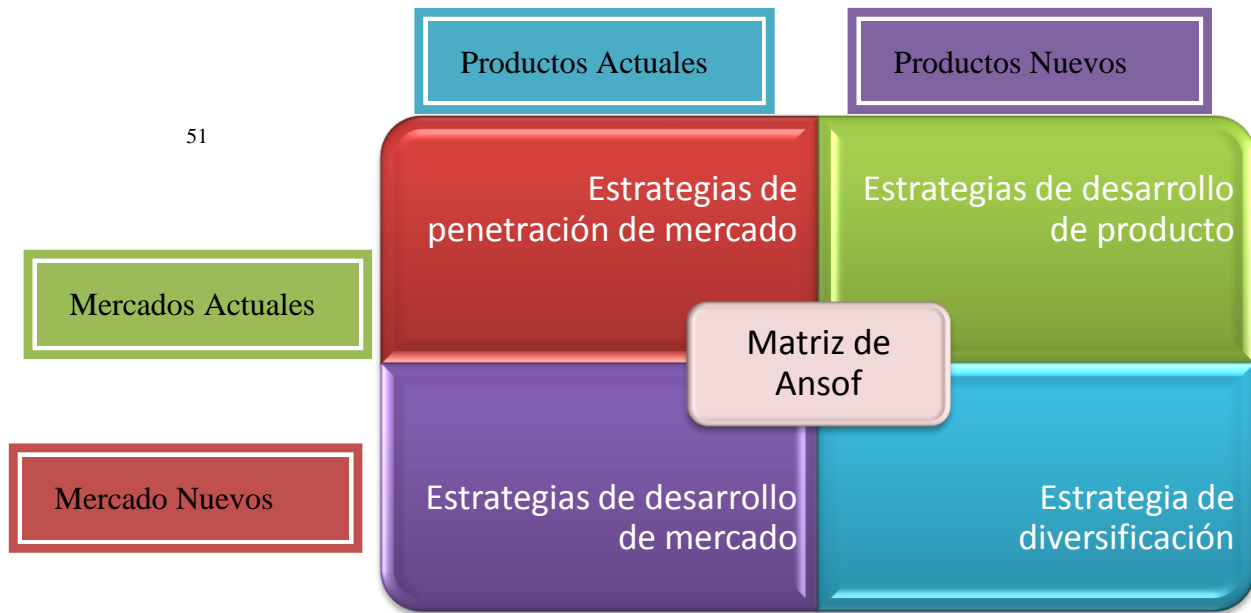 Productos Actuales
Productos Nuevos
51
Estrategias de
penetración de mercado
Estrategias de desarrollo
de producto
Mercados Actuales
Matriz de
Ansof
Mercado Nuevos
Estrategias de desarrollo
de mercado
Estrategia de
diversificación